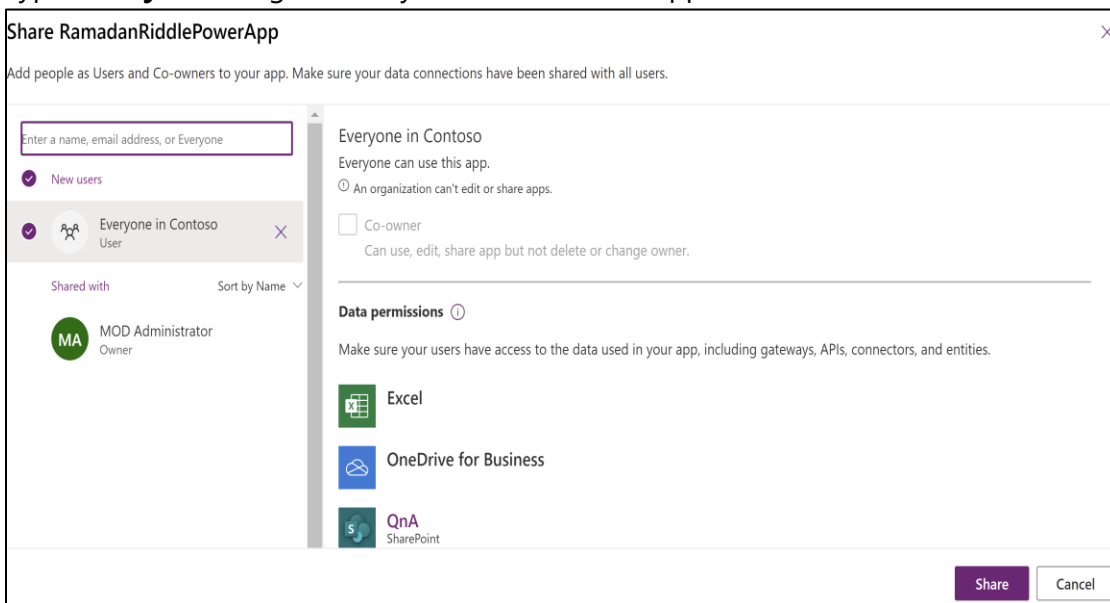 Share RamadanRiddlePowerApp
Add people as Users and Co-owners to your app. Make sure your data connections have been shared with all users.
Enter a name, email address, or Everyone
New users
Everyone in Contoso
User
Shared with
Sort by Name
MA
MOD Administrator
Owner
Everyone in Contoso
Everyone can use this app.
An organization can't edit or share apps.
Co-owner
Can use, edit, share app but not delete or change owner.
Data permissions
Make sure your users have access to the data used in your app, including gateways, APIs, connectors, and entities.
Excel
OneDrive for Business
S
QnA
SharePoint
Share
Cancel